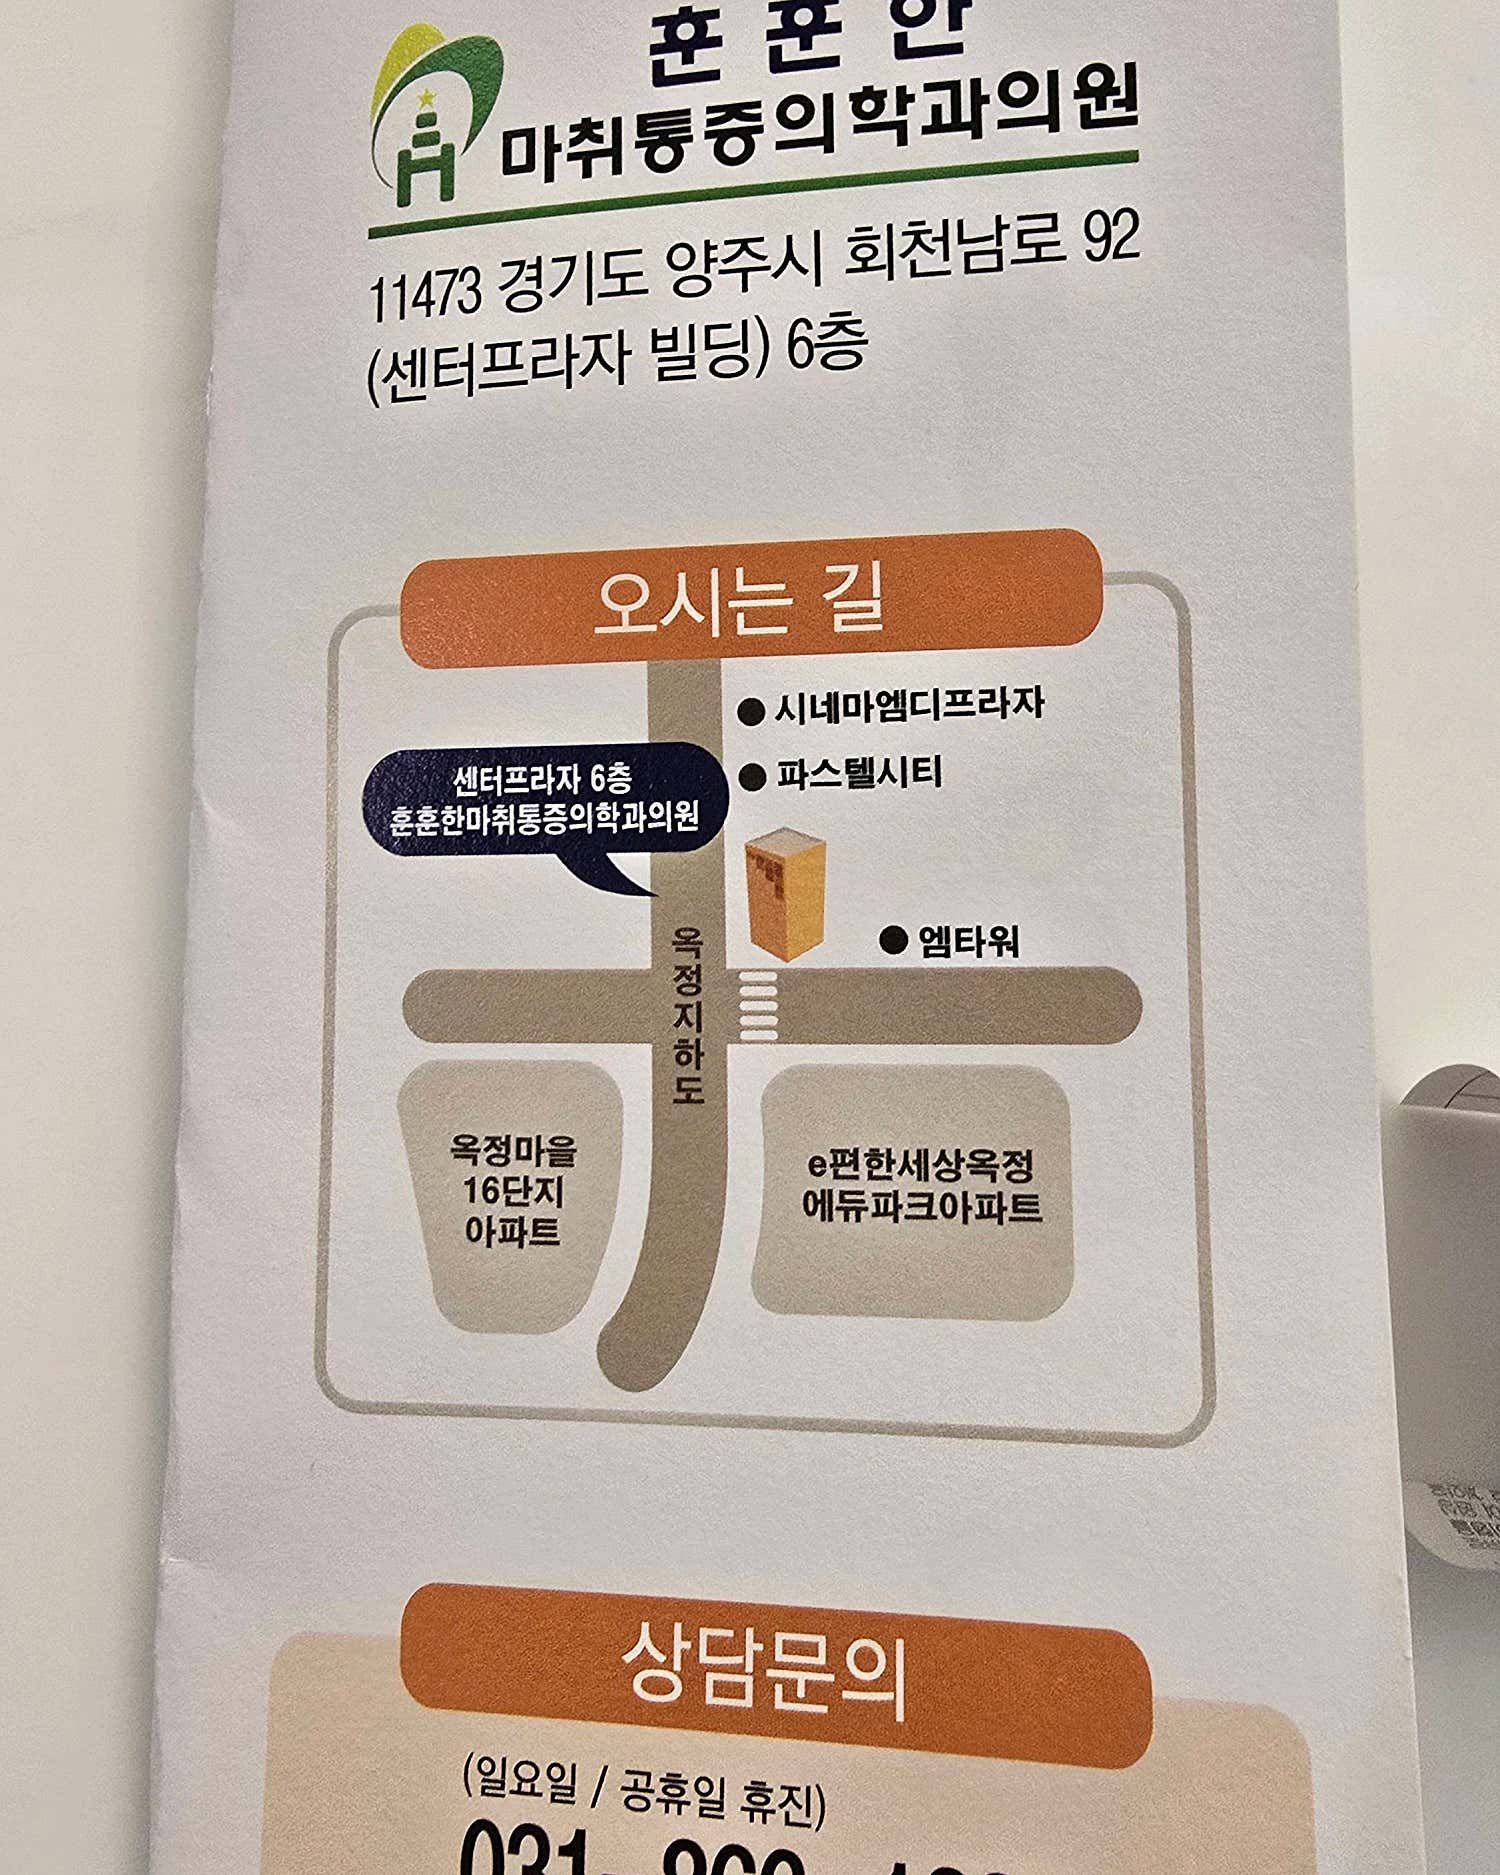 훈훈한
마취통증의학과의원
11473 경기도 양주시 회천남로 92
(센터프라자 빌딩) 6층
오시는 길
시네마엠디프라자
파스텔시티
센터프라자 6층
훈훈한마취통증의학과의원
엠타워
옥정지하도
옥정마을
16단지
아파트
e편한세상옥정
에듀파크아파트
상담문의
(일요일 / 공휴일 휴진)
031-